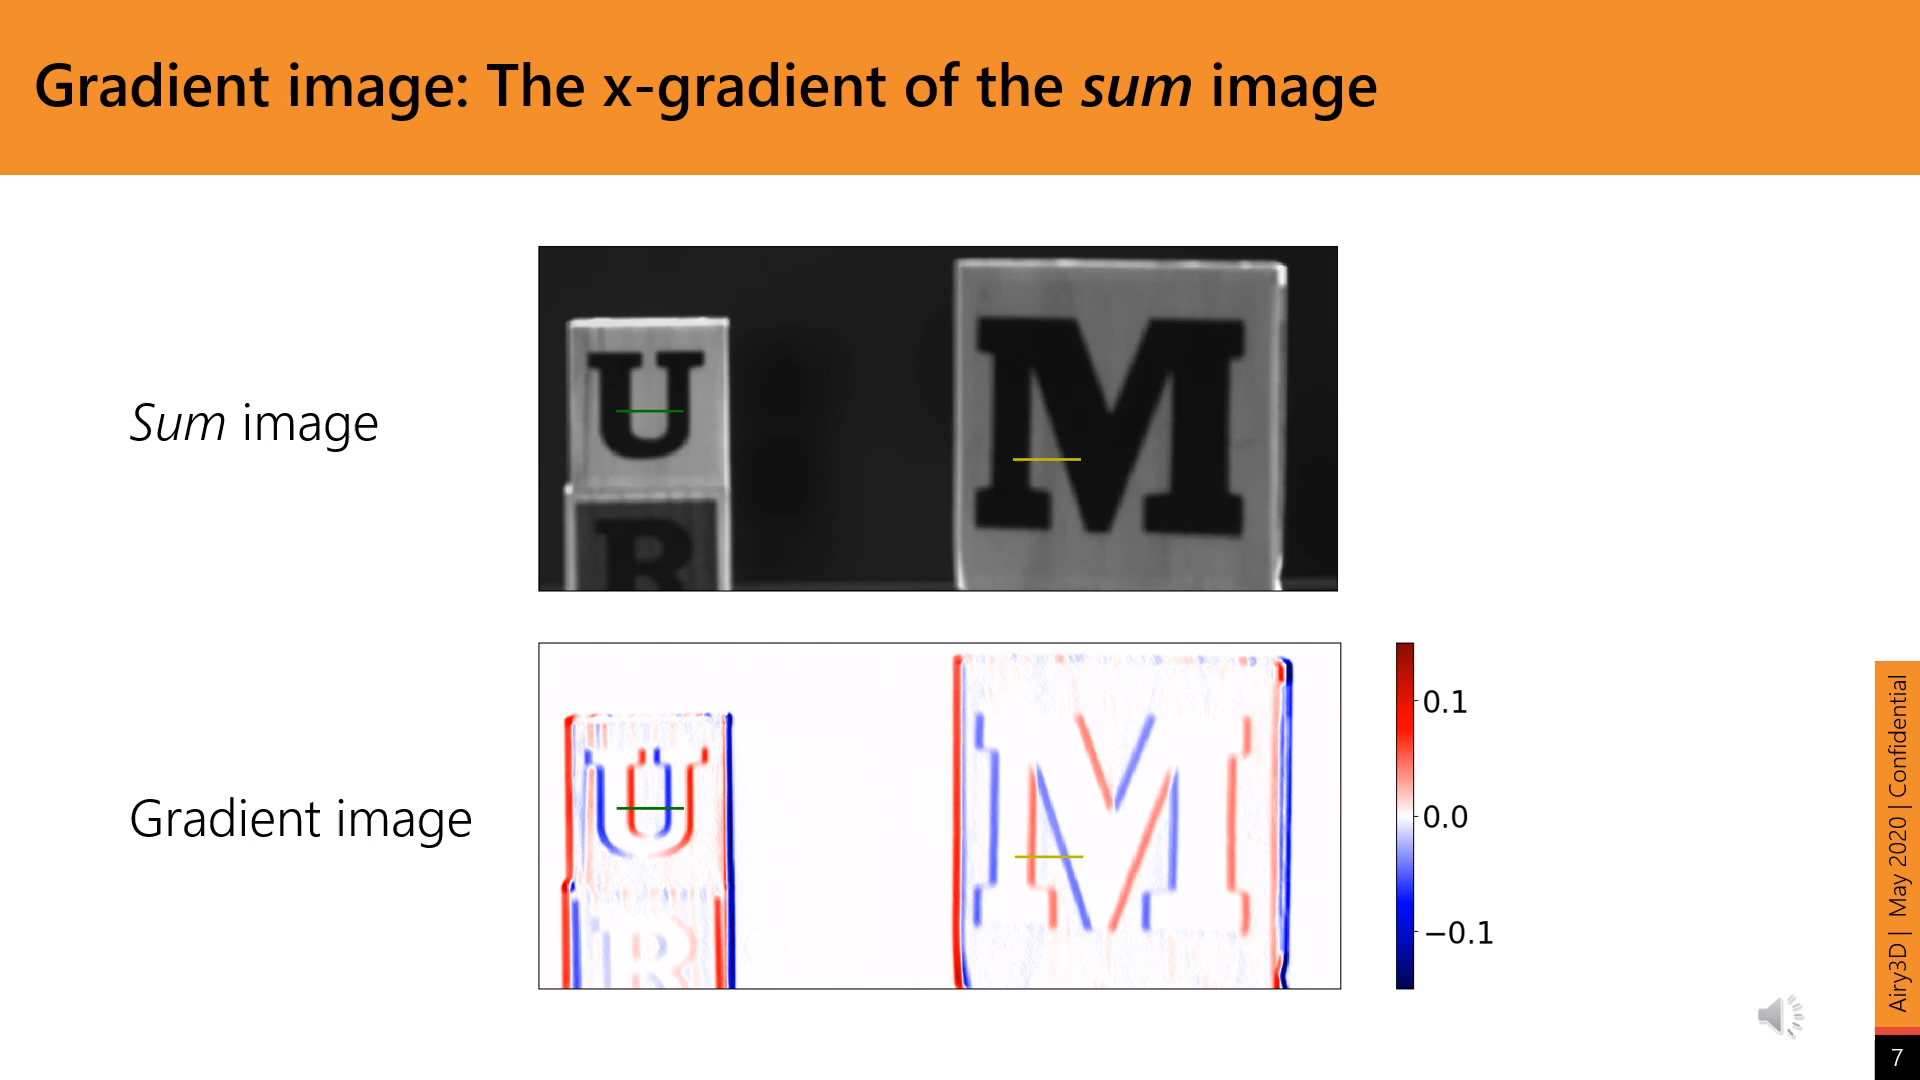 Gradient image: The x-gradient of the sum image
Sum image
U
M
R
Gradient image
U
M
R
0.1
0.0
−0.1
Airy3D | May 2020 | Confidential
7